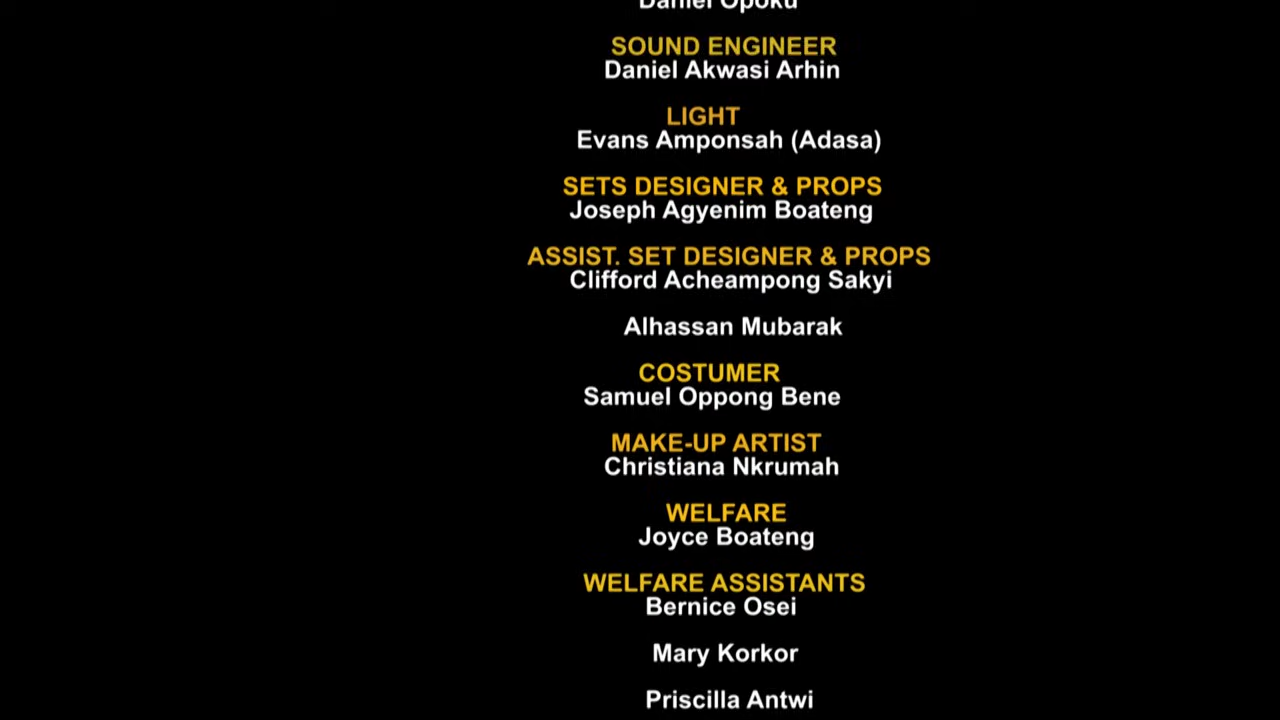 Daniel Opoku
SOUND ENGINEER
Daniel Akwasi Arhin
LIGHT
Evans Amponsah (Adasa)
SETS DESIGNER & PROPS
Joseph Agyenim Boateng
ASSIST. SET DESIGNER & PROPS
Clifford Acheampong Sakyi
Alhassan Mubarak
COSTUMER
Samuel Oppong Bene
MAKE-UP ARTIST
Christiana Nkrumah
WELFARE
Joyce Boateng
WELFARE ASSISTANTS
Bernice Osei
Mary Korkor
Priscilla Antwi